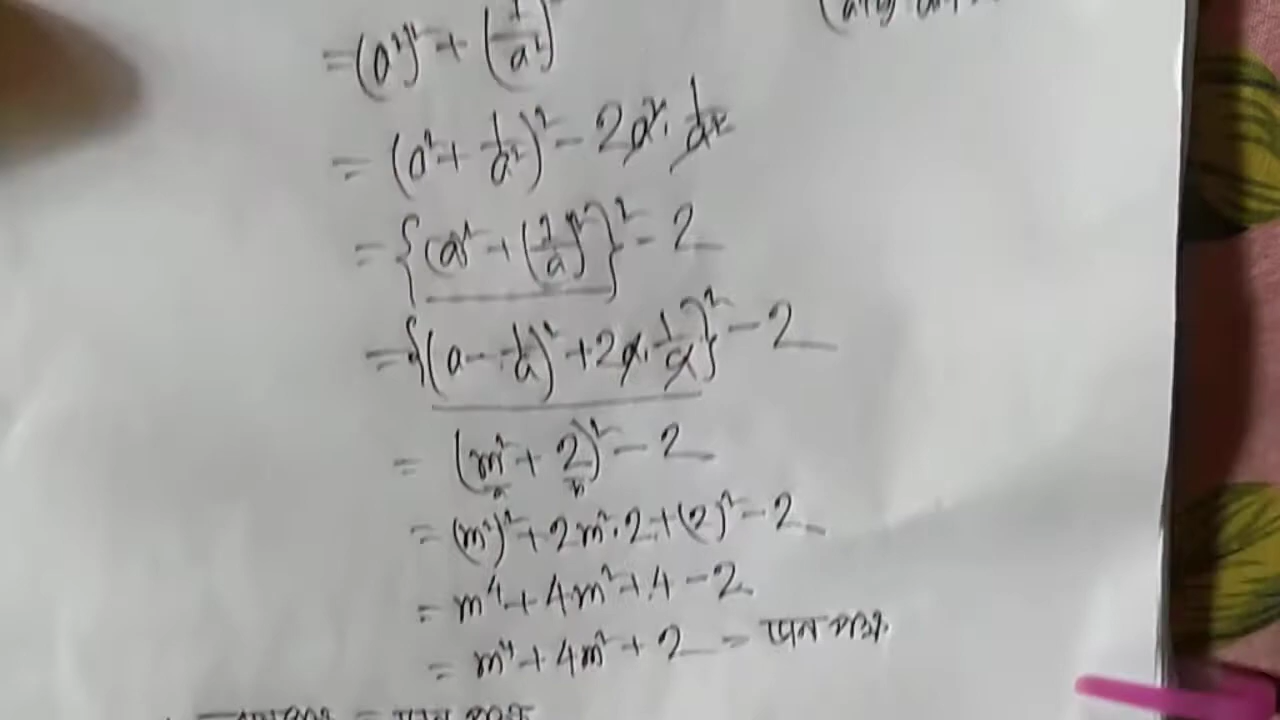 =(a²)²+(1/a²)²
=(a²+1/a²)²-2a².1/a²
={(a)²+(1/a)²}²-2
={(a-1/a)²+2a.1/a}²-2
=(m²+2)²-2
=(m²)²+2m².2+(2)²-2
=m⁴+4m²+4-2
=m⁴+4m²+2=ডান পক্ষ
= ডান পক্ষ